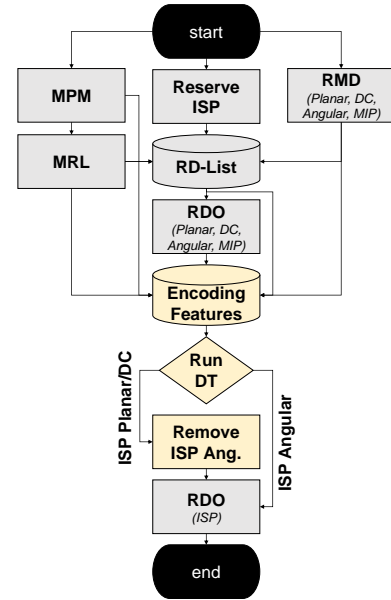 start
MPM
Reserve
ISP
RMD
(Planar, DC,
Angular, MIP)
MRL
RD-List
RDO
(Planar, DC,
Angular, MIP)
Encoding
Features
Run
DT
ISP Planar/DC
ISP Angular
Remove
ISP Ang.
RDO
(ISP)
end